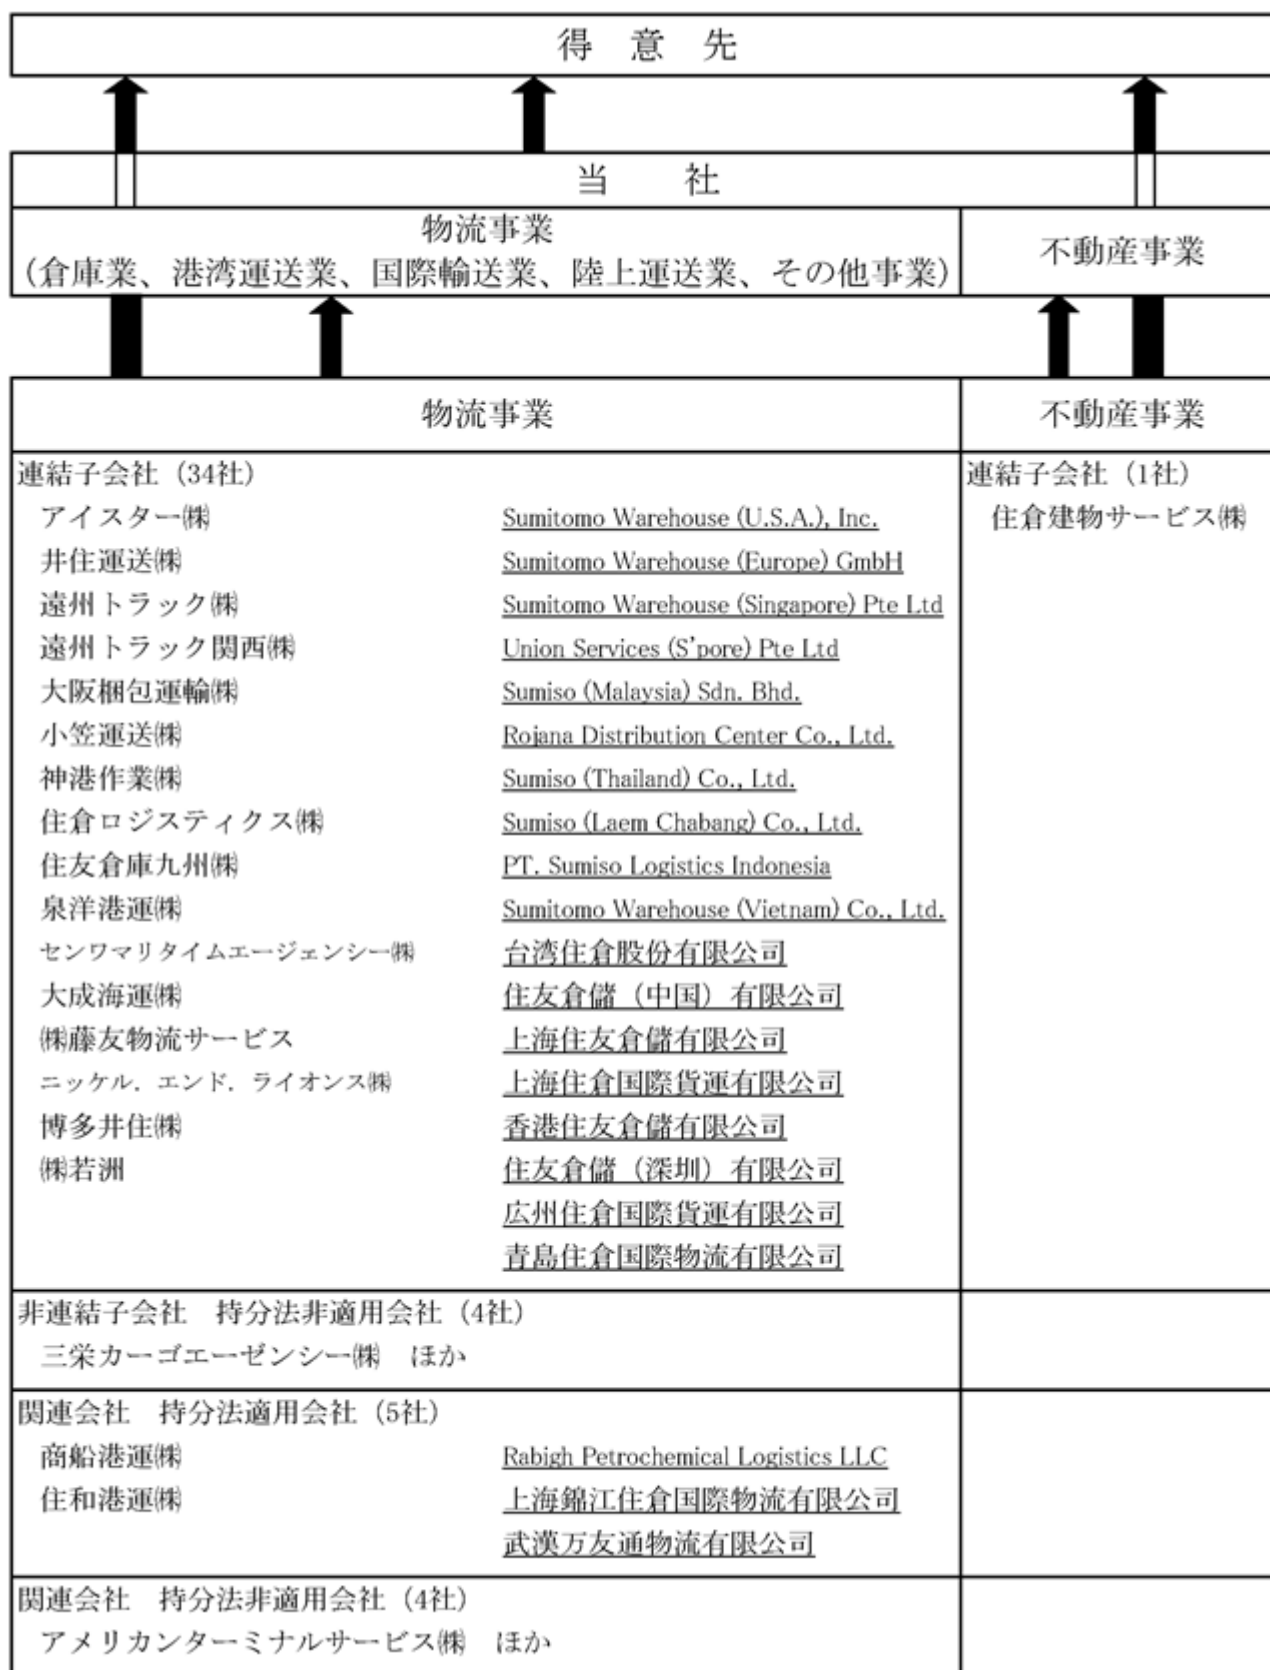 得 意 先
当 社
物流事業
（倉庫業、港湾運送業、国際輸送業、陸上運送業、その他事業）
不動産事業
物流事業
不動産事業
連結子会社（34社）
アイスター㈱
井住運送㈱
遠州トラック㈱
遠州トラック関西㈱
大阪梱包運輸㈱
小笠運送㈱
神港作業㈱
住倉ロジスティクス㈱
住友倉庫九州㈱
泉洋港運㈱
センワマリタイムエージェンシー㈱
大成海運㈱
㈱藤友物流サービス
ニッケル．エンド．ライオンス㈱
博多井住㈱
㈱若洲
Sumitomo Warehouse (U.S.A.), Inc.
Sumitomo Warehouse (Europe) GmbH
Sumitomo Warehouse (Singapore) Pte Ltd
Union Services (S'pore) Pte Ltd
Sumiso (Malaysia) Sdn. Bhd.
Rojana Distribution Center Co., Ltd.
Sumiso (Thailand) Co., Ltd.
Sumiso (Laem Chabang) Co., Ltd.
PT. Sumiso Logistics Indonesia
Sumitomo Warehouse (Vietnam) Co., Ltd.
台湾住倉股份有限公司
住友倉儲（中国）有限公司
上海住友倉儲有限公司
上海住倉国際貨運有限公司
香港住友倉儲有限公司
住友倉儲（深圳）有限公司
広州住倉国際貨運有限公司
青島住倉国際物流有限公司
連結子会社（1社）
住倉建物サービス㈱
非連結子会社　持分法非適用会社（4社）
三栄カーゴエーゼンシー㈱　ほか
関連会社　持分法適用会社（5社）
商船港運㈱
住和港運㈱
Rabigh Petrochemical Logistics LLC
上海錦江住倉国際物流有限公司
武漢万友通物流有限公司
関連会社　持分法非適用会社（4社）
アメリカンターミナルサービス㈱　ほか